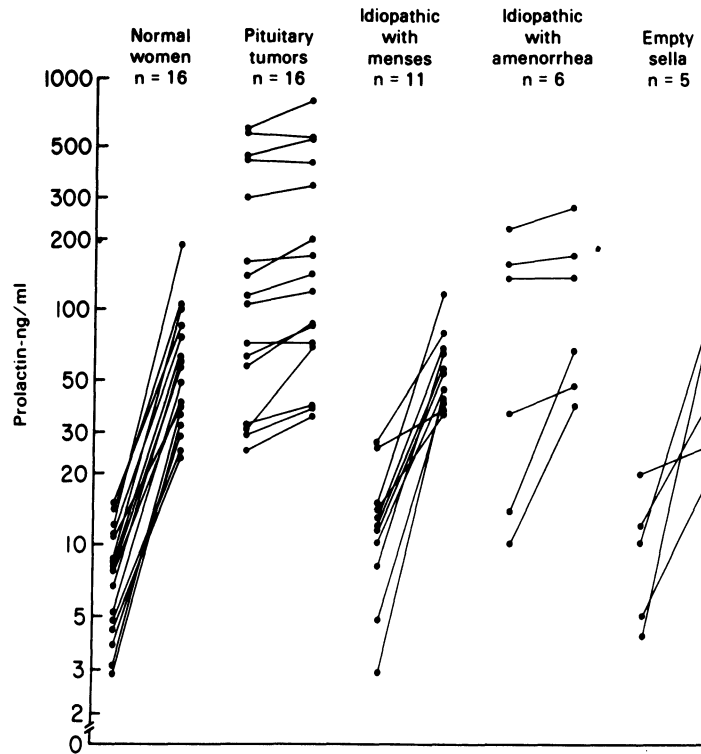 Normal
women
n = 16
Pituitary
tumors
n = 16
Idiopathic
with
menses
n = 11
Idiopathic
with
amenorrhea
n = 6
Empty
sella
n = 5
Prolactin-ng/ml
1000
500
300
200
100
50
30
20
10
5
3
2
0